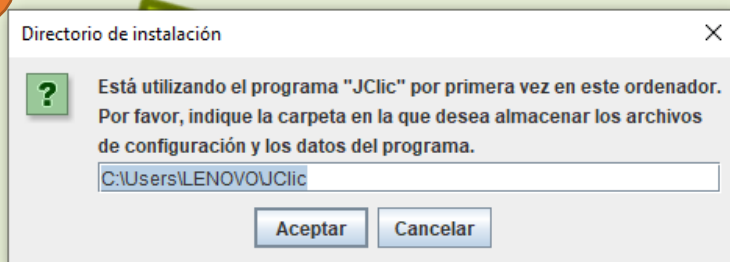 Directorio de instalación
?
Está utilizando el programa "JClic" por primera vez en este ordenador.
Por favor, indique la carpeta en la que desea almacenar los archivos
de configuración y los datos del programa.
C:\Users\LENOVO\JClic
Aceptar Cancelar